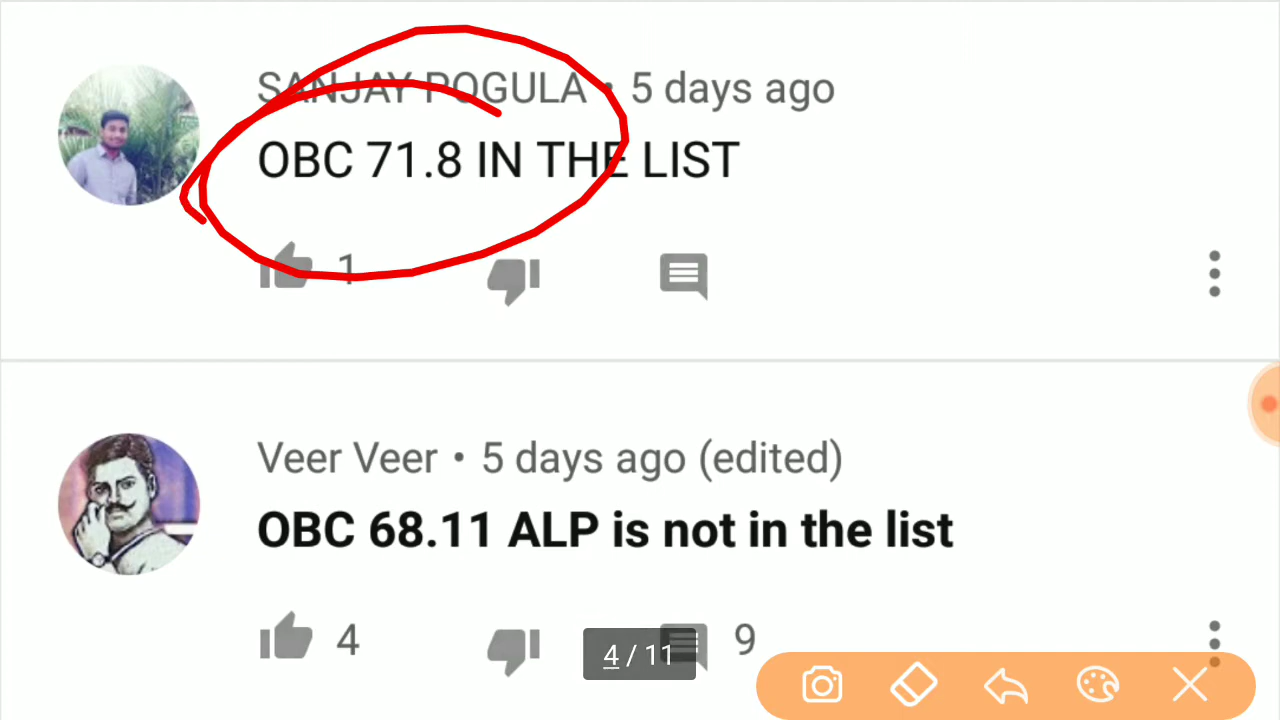 SANJAY POGULA • 5 days ago
OBC 71.8 IN THE LIST
1
Veer Veer • 5 days ago (edited)
OBC 68.11 ALP is not in the list
4
9
4 / 11